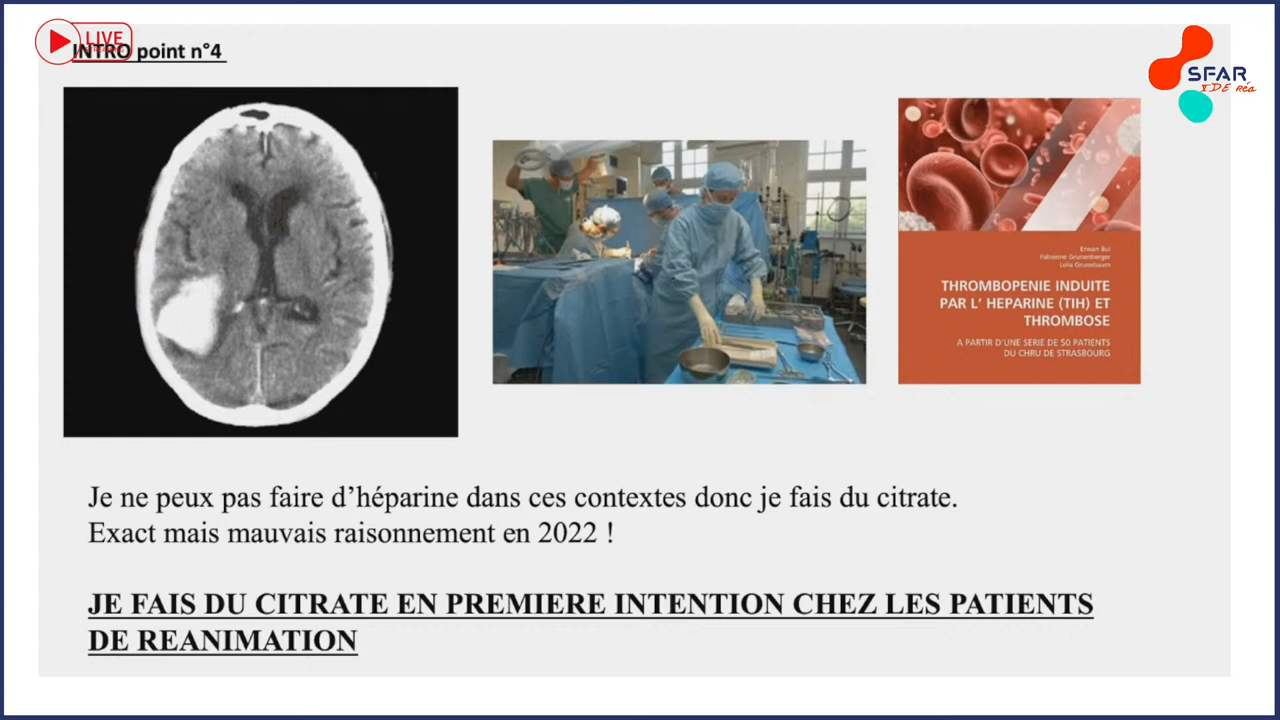 LIVE
INTRO point n°4
SFAR
IDE Réa
Erwan Bui
Fabienne Grunenberger
Lelia Grunebaum
THROMBOPENIE INDUITE
PAR L' HEPARINE (TIH) ET
THROMBOSE
A PARTIR D'UNE SERIE DE 50 PATIENTS
DU CHRU DE STRASBOURG
Je ne peux pas faire d'héparine dans ces contextes donc je fais du citrate.
Exact mais mauvais raisonnement en 2022 !
JE FAIS DU CITRATE EN PREMIERE INTENTION CHEZ LES PATIENTS
DE REANIMATION